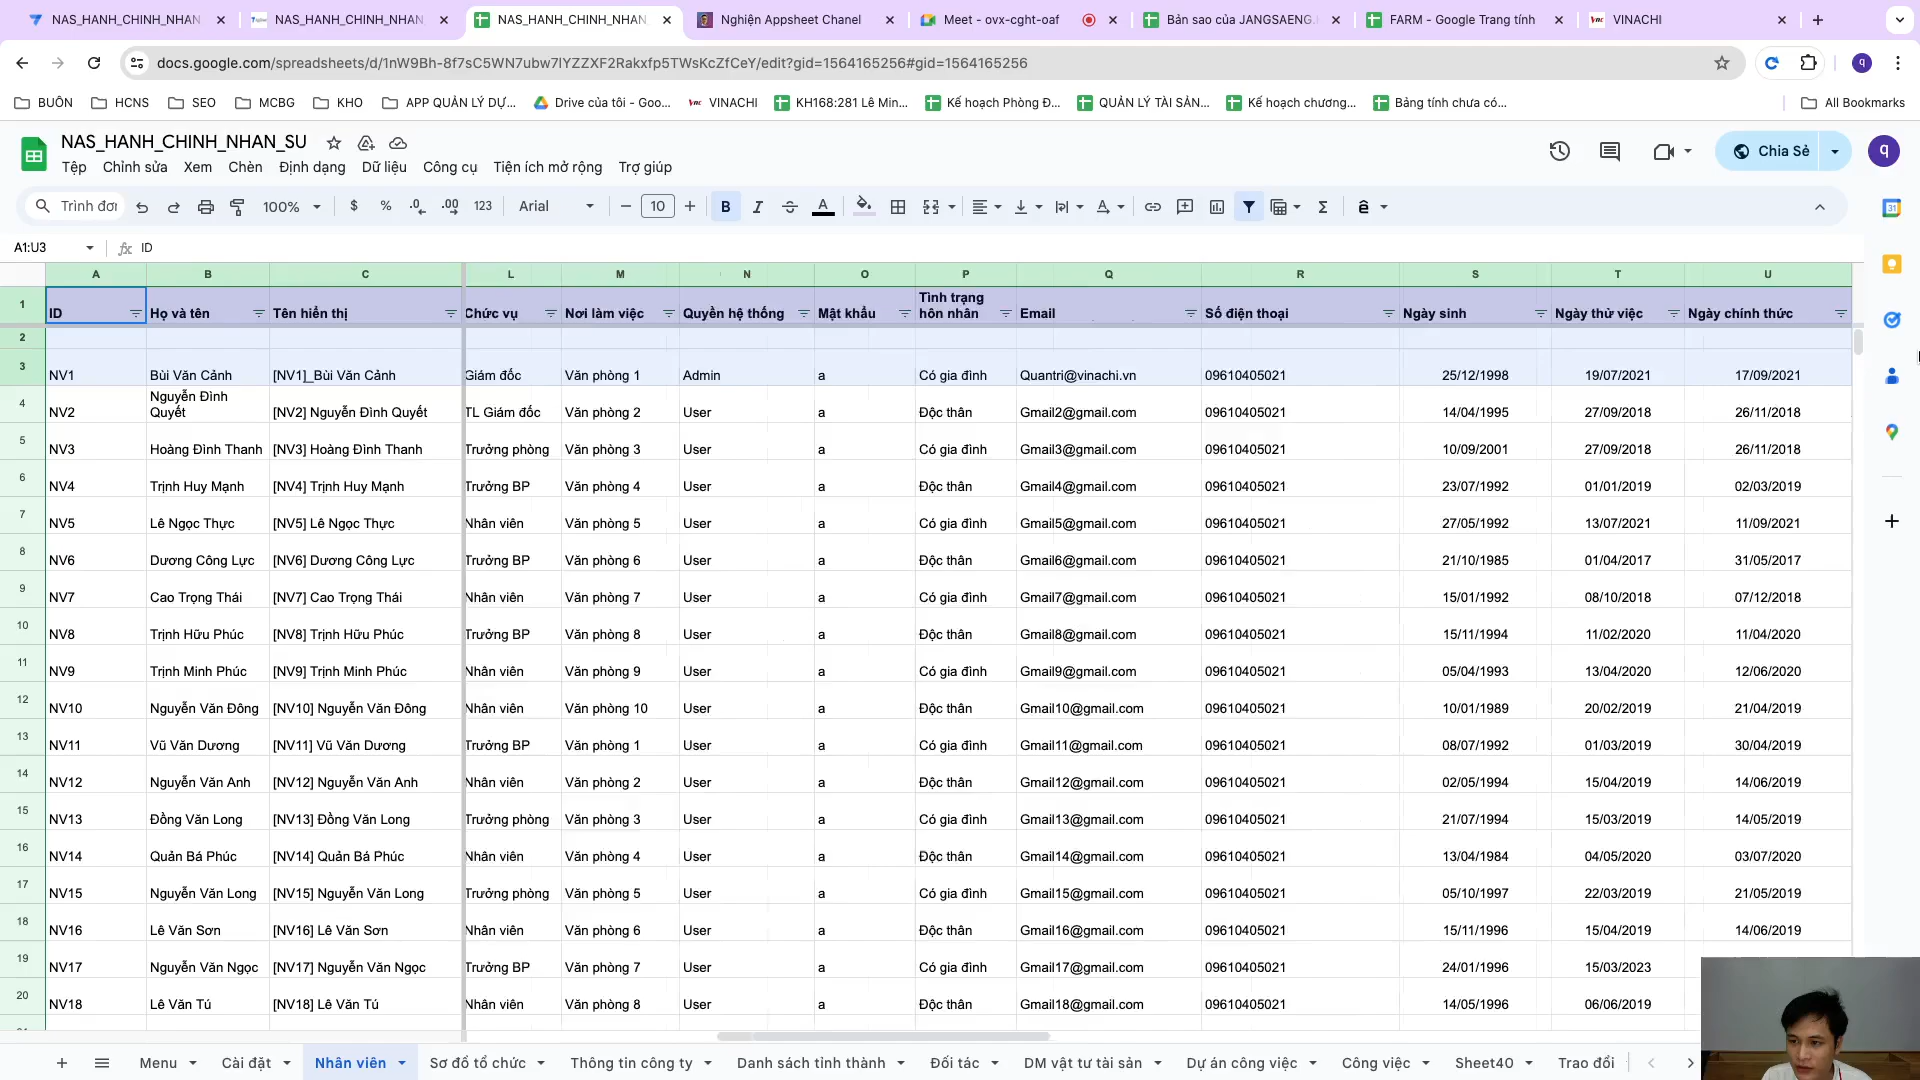 NAS_HANH_CHINH_NHAN
NAS_HANH_CHINH_NHAN
NAS_HANH_CHINH_NHAN
Nghiện Appsheet Chanel
Meet - ovx-cght-oaf
Bản sao của JANGSAENG.
FARM - Google Trang tính
VINACHI
docs.google.com/spreadsheets/d/1nW9Bh-8f7sC5WN7ubw7lYZZXF2Rakxfp5TWsKcZfCeY/edit?gid=1564165256#gid=1564165256
q
BUÔN
HCNS
SEO
MCBG
KHO
APP QUẢN LÝ DỰ...
Drive của tôi - Goo...
VINACHI
KH168:281 Lê Min...
Kế hoạch Phòng Đ...
QUẢN LÝ TÀI SẢN...
Kế hoạch chương...
Bảng tính chưa có...
All Bookmarks
NAS_HANH_CHINH_NHAN_SU
Tệp Chỉnh sửa Xem Chèn Định dạng Dữ liệu Công cụ Tiện ích mở rộng Trợ giúp
Chia Sẻ
q
Trình đơn 100% $ % .0 .00 123 Arial 10 B I
A1:U3 ID
A B C L M N O P Q R S T U
1 ID Họ và tên Tên hiển thị Chức vụ Nơi làm việc Quyền hệ thống Mật khẩu Tình trạng hôn nhân Email Số điện thoại Ngày sinh Ngày thử việc Ngày chính thức
2
3 NV1 Bùi Văn Cảnh [NV1]_Bùi Văn Cảnh Giám đốc Văn phòng 1 Admin a Có gia đình Quantri@vinachi.vn 09610405021 25/12/1998 19/07/2021 17/09/2021
4 NV2 Nguyễn Đình Quyết [NV2] Nguyễn Đình Quyết TL Giám đốc Văn phòng 2 User a Độc thân Gmail2@gmail.com 09610405021 14/04/1995 27/09/2018 26/11/2018
5 NV3 Hoàng Đình Thanh [NV3] Hoàng Đình Thanh Trưởng phòng Văn phòng 3 User a Có gia đình Gmail3@gmail.com 09610405021 10/09/2001 27/09/2018 26/11/2018
6 NV4 Trịnh Huy Mạnh [NV4] Trịnh Huy Mạnh Trưởng BP Văn phòng 4 User a Độc thân Gmail4@gmail.com 09610405021 23/07/1992 01/01/2019 02/03/2019
7 NV5 Lê Ngọc Thực [NV5] Lê Ngọc Thực Nhân viên Văn phòng 5 User a Có gia đình Gmail5@gmail.com 09610405021 27/05/1992 13/07/2021 11/09/2021
8 NV6 Dương Công Lực [NV6] Dương Công Lực Trưởng BP Văn phòng 6 User a Độc thân Gmail6@gmail.com 09610405021 21/10/1985 01/04/2017 31/05/2017
9 NV7 Cao Trọng Thái [NV7] Cao Trọng Thái Nhân viên Văn phòng 7 User a Có gia đình Gmail7@gmail.com 09610405021 15/01/1992 08/10/2018 07/12/2018
10 NV8 Trịnh Hữu Phúc [NV8] Trịnh Hữu Phúc Trưởng BP Văn phòng 8 User a Độc thân Gmail8@gmail.com 09610405021 15/11/1994 11/02/2020 11/04/2020
11 NV9 Trịnh Minh Phúc [NV9] Trịnh Minh Phúc Nhân viên Văn phòng 9 User a Có gia đình Gmail9@gmail.com 09610405021 05/04/1993 13/04/2020 12/06/2020
12 NV10 Nguyễn Văn Đông [NV10] Nguyễn Văn Đông Nhân viên Văn phòng 10 User a Độc thân Gmail10@gmail.com 09610405021 10/01/1989 20/02/2019 21/04/2019
13 NV11 Vũ Văn Dương [NV11] Vũ Văn Dương Trưởng BP Văn phòng 1 User a Có gia đình Gmail11@gmail.com 09610405021 08/07/1992 01/03/2019 30/04/2019
14 NV12 Nguyễn Văn Anh [NV12] Nguyễn Văn Anh Nhân viên Văn phòng 2 User a Độc thân Gmail12@gmail.com 09610405021 02/05/1994 15/04/2019 14/06/2019
15 NV13 Đồng Văn Long [NV13] Đồng Văn Long Trưởng phòng Văn phòng 3 User a Có gia đình Gmail13@gmail.com 09610405021 21/07/1994 15/03/2019 14/05/2019
16 NV14 Quản Bá Phúc [NV14] Quản Bá Phúc Nhân viên Văn phòng 4 User a Độc thân Gmail14@gmail.com 09610405021 13/04/1984 04/05/2020 03/07/2020
17 NV15 Nguyễn Văn Long [NV15] Nguyễn Văn Long Trưởng phòng Văn phòng 5 User a Có gia đình Gmail15@gmail.com 09610405021 05/10/1997 22/03/2019 21/05/2019
18 NV16 Lê Văn Sơn [NV16] Lê Văn Sơn Nhân viên Văn phòng 6 User a Độc thân Gmail16@gmail.com 09610405021 15/11/1996 15/04/2019 14/06/2019
19 NV17 Nguyễn Văn Ngọc [NV17] Nguyễn Văn Ngọc Trưởng BP Văn phòng 7 User a Có gia đình Gmail17@gmail.com 09610405021 24/01/1996 15/03/2023
20 NV18 Lê Văn Tú [NV18] Lê Văn Tú Nhân viên Văn phòng 8 User a Độc thân Gmail18@gmail.com 09610405021 14/05/1996 06/06/2019
Menu Cài đặt Nhân viên Sơ đồ tổ chức Thông tin công ty Danh sách tỉnh thành Đối tác DM vật tư tài sản Dự án công việc Công việc Sheet40 Trao đổi